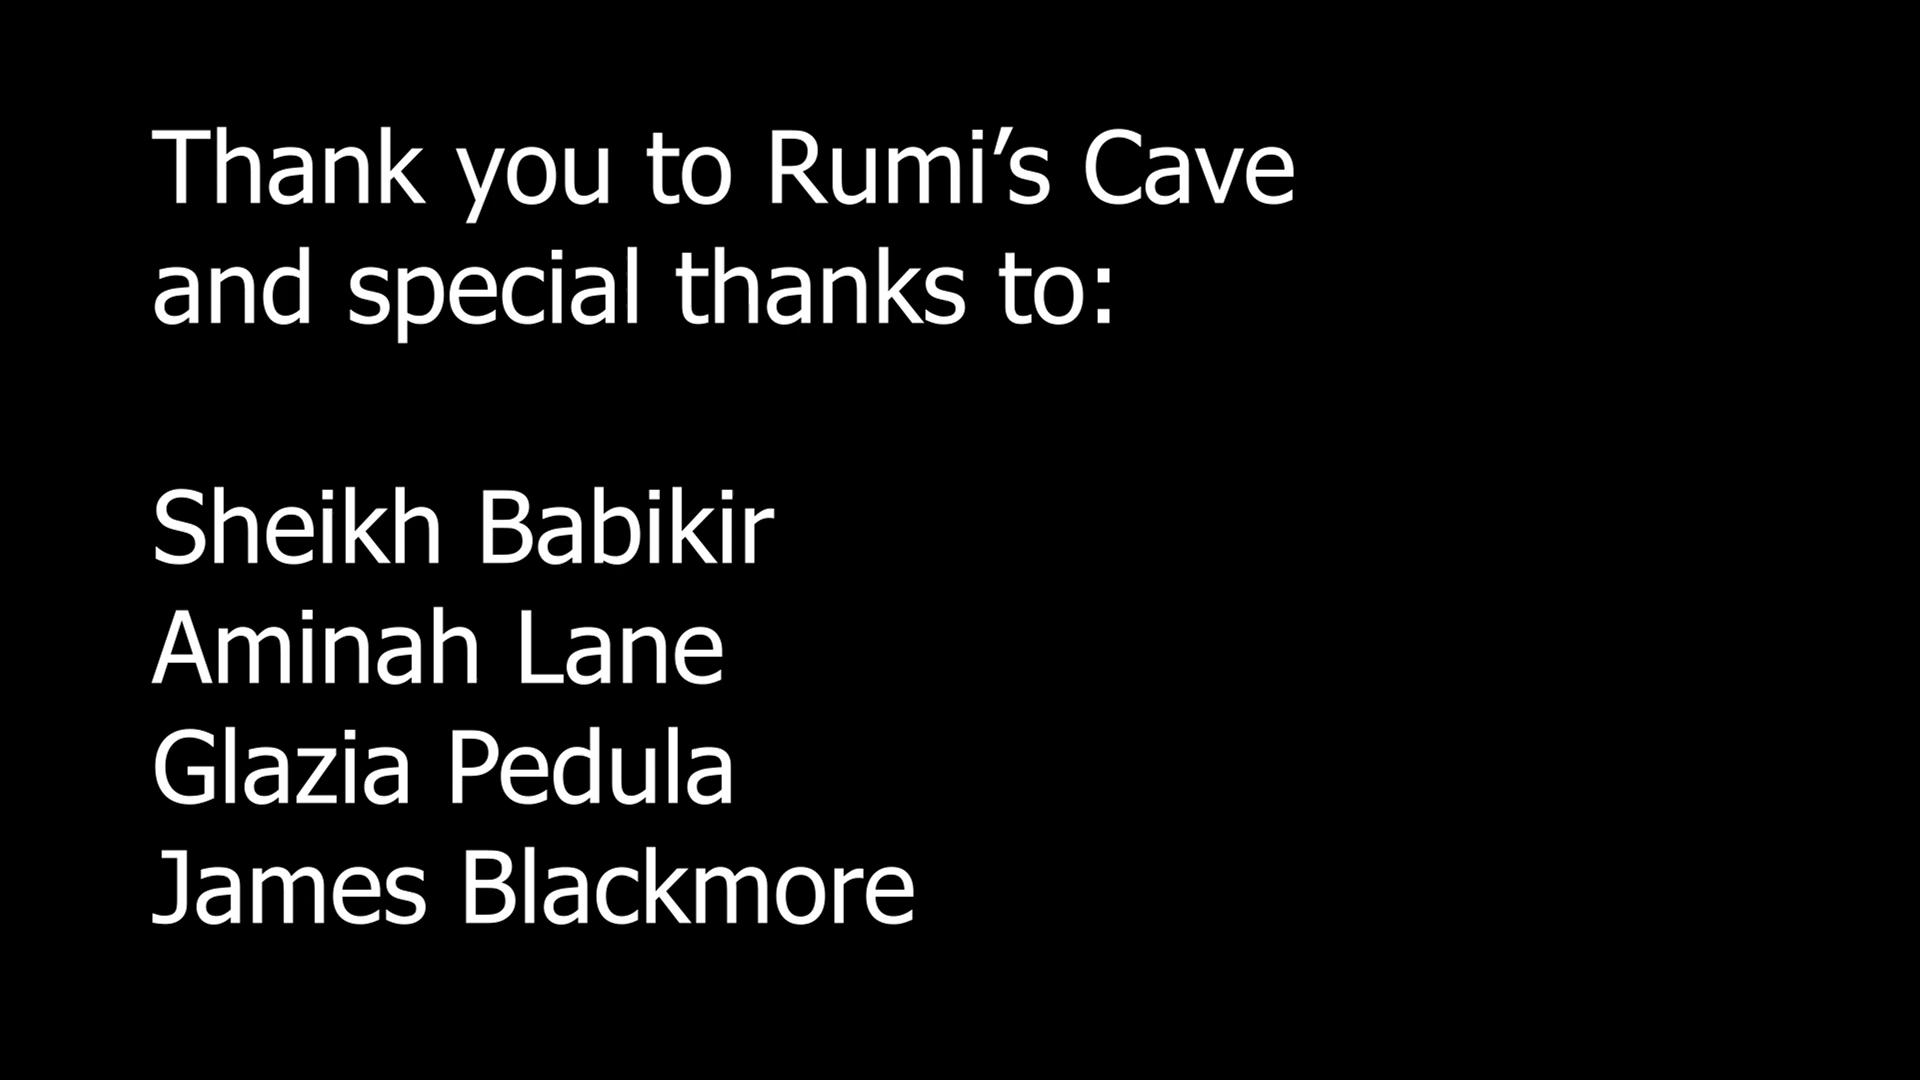 Thank you to Rumi’s Cave
and special thanks to:
Sheikh Babikir
Aminah Lane
Glazia Pedula
James Blackmore